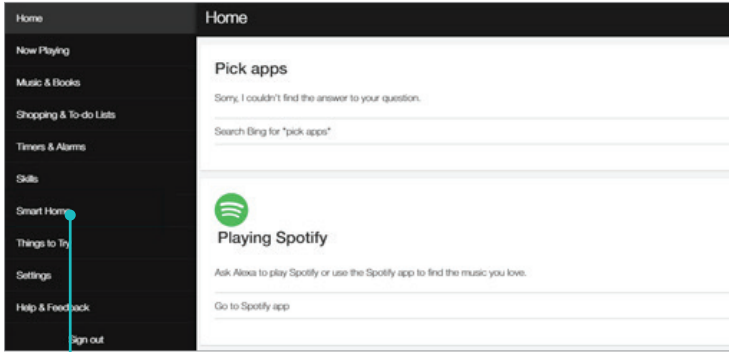 Home
Now Playing
Music & Books
Shopping & To-do Lists
Timers & Alarms
Skills
Smart Home
Things to Try
Settings
Help & Feedback
Sign out
Home
Pick apps
Sorry, I couldn't find the answer to your question.
Search Bing for "pick apps"
Playing Spotify
Ask Alexa to play Spotify or use the Spotify app to find the music you love.
Go to Spotify app